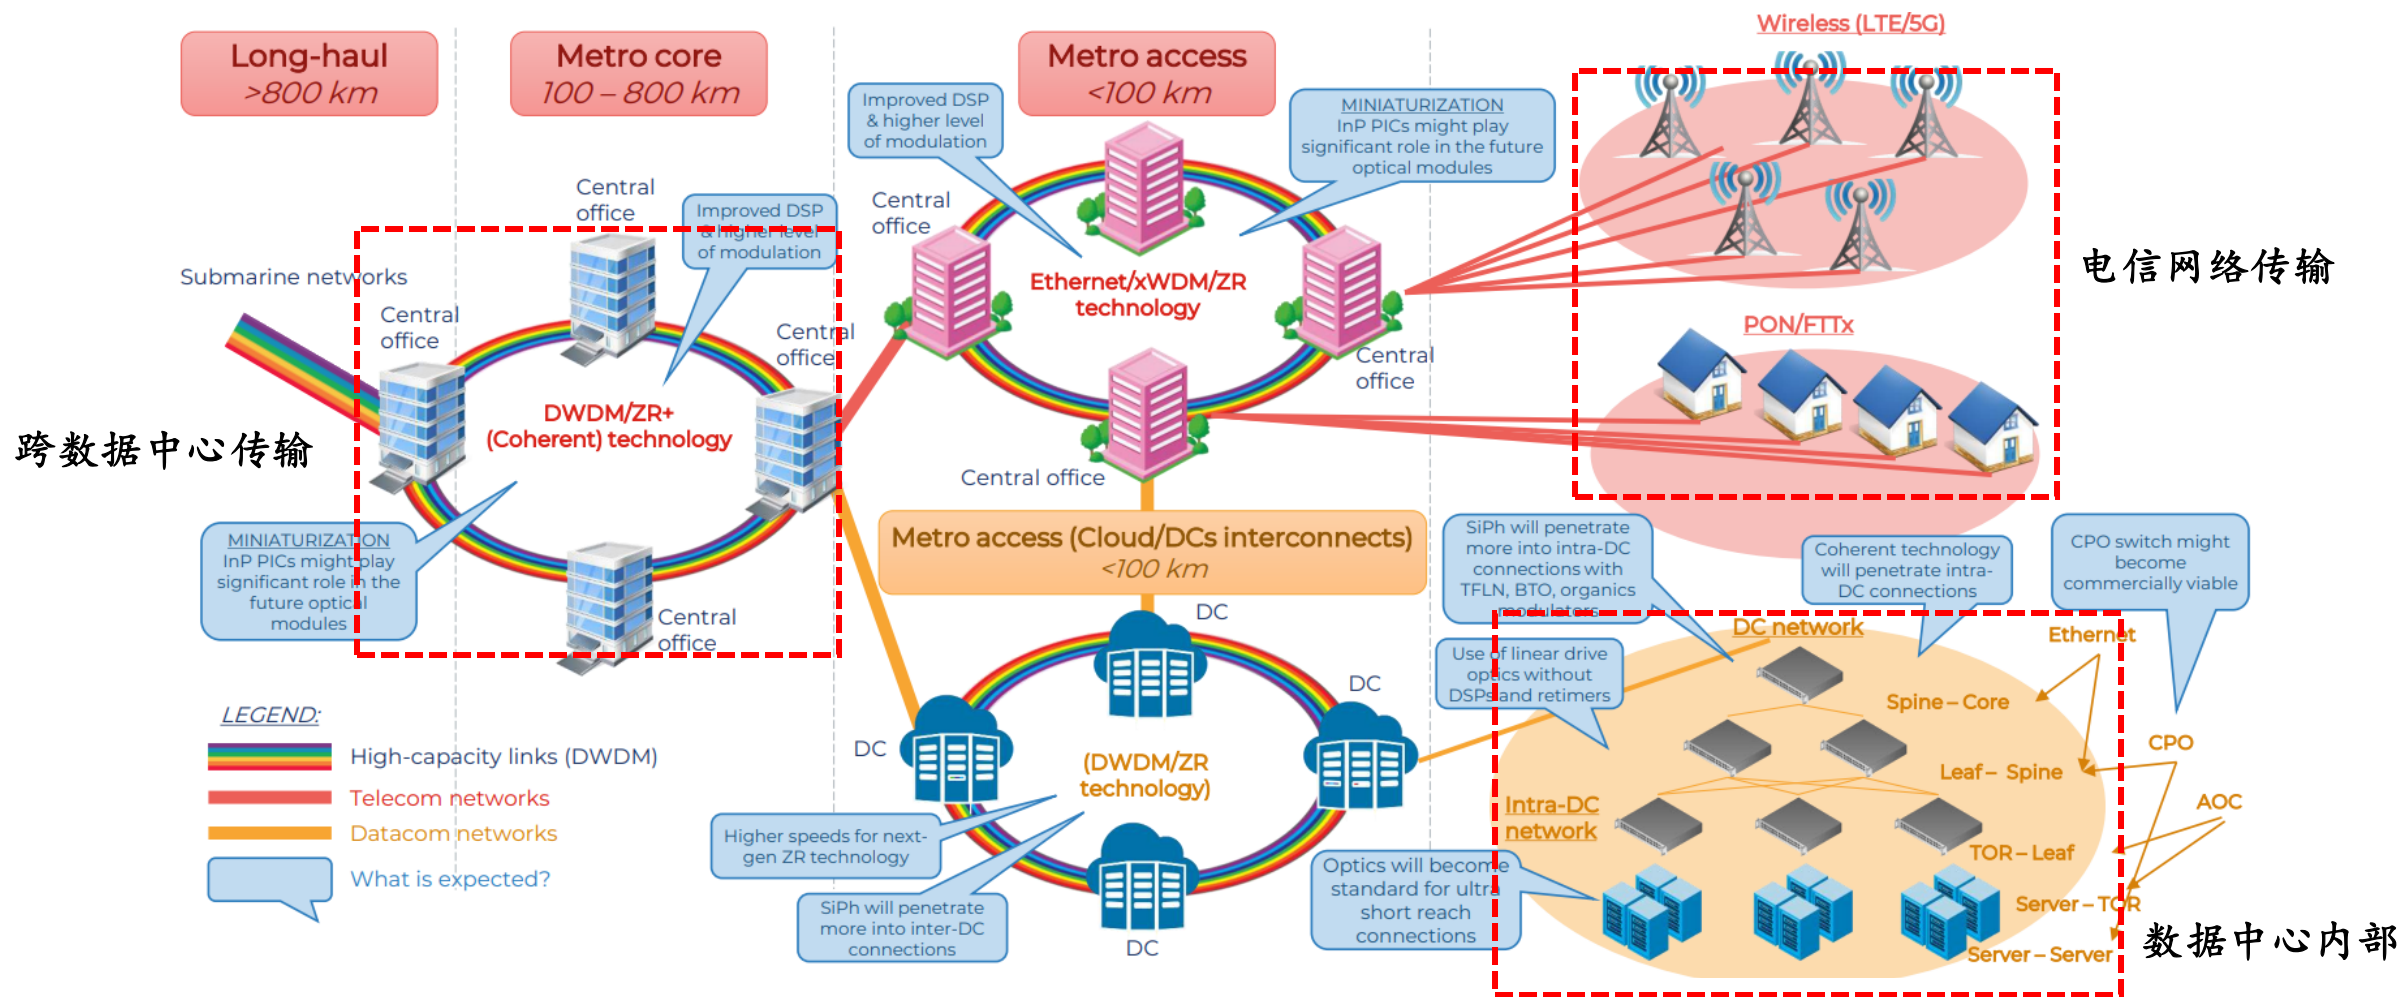 Long-haul
>800 km
Metro core
100 – 800 km
Metro access
<100 km
Wireless (LTE/5G)
Improved DSP
& higher level
of modulation
MINIATURIZATION
InP PICs might play
significant role in the future
optical modules
Central
office
Improved DSP
& higher level
of modulation
Central
office
Submarine networks
Central
office
Central
office
Ethernet/xWDM/ZR
technology
Central
office
电信网络传输
PON/FTTx
跨数据中心传输
DWDM/ZR+
(Coherent) technology
Central office
MINIATURIZATION
InP PICs might play
significant role in the
future optical
modules
Central
office
Metro access (Cloud/DCs interconnects)
<100 km
SiPh will penetrate
more into intra-DC
connections with
TFLN, BTO, organics
modulators
Coherent technology
will penetrate intra-
DC connections
CPO switch might
become
commercially viable
DC
DC
DC
DC
(DWDM/ZR
technology)
Use of linear drive
optics without
DSPs and retimers
DC network
Ethernet
Spine – Core
CPO
Leaf – Spine
AOC
Intra-DC
network
TOR – Leaf
Server – TOR
Server – Server
数据中心内部
Higher speeds for next-
gen ZR technology
SiPh will penetrate
more into inter-DC
connections
Optics will become
standard for ultra
short reach
connections
LEGEND:
High-capacity links (DWDM)
Telecom networks
Datacom networks
What is expected?